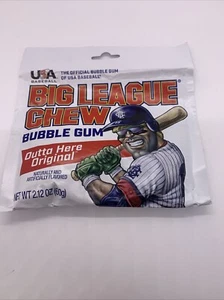 USA
BASEBALL
THE OFFICIAL BUBBLE GUM
OF USA BASEBALL!
BIG LEAGUE
CHEW®
BUBBLE GUM
Outta Here
Original
NATURALLY AND
ARTIFICIALLY FLAVORED
NET WT 2.12 OZ (60g)